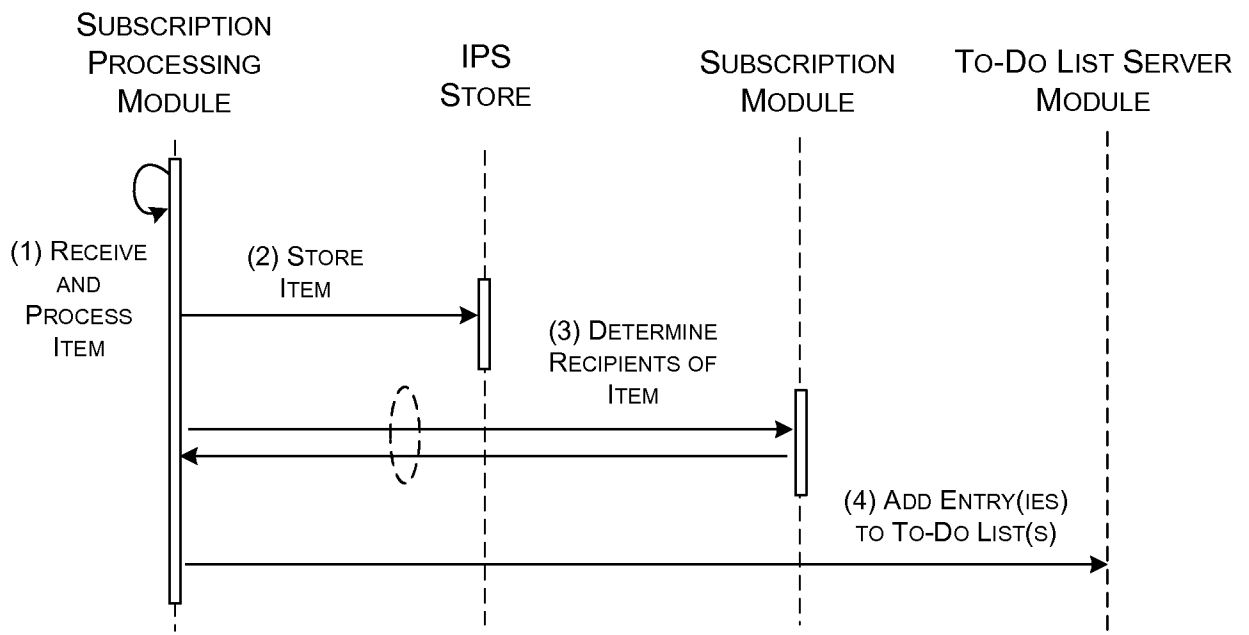 SUBSCRIPTION
PROCESSING
MODULE
IPS
STORE
SUBSCRIPTION
MODULE
TO-DO LIST SERVER
MODULE
(1) RECEIVE
AND
PROCESS
ITEM
(2) STORE
ITEM
(3) DETERMINE
RECIPIENTS OF
ITEM
(4) ADD ENTRY(IES)
TO TO-DO LIST(S)